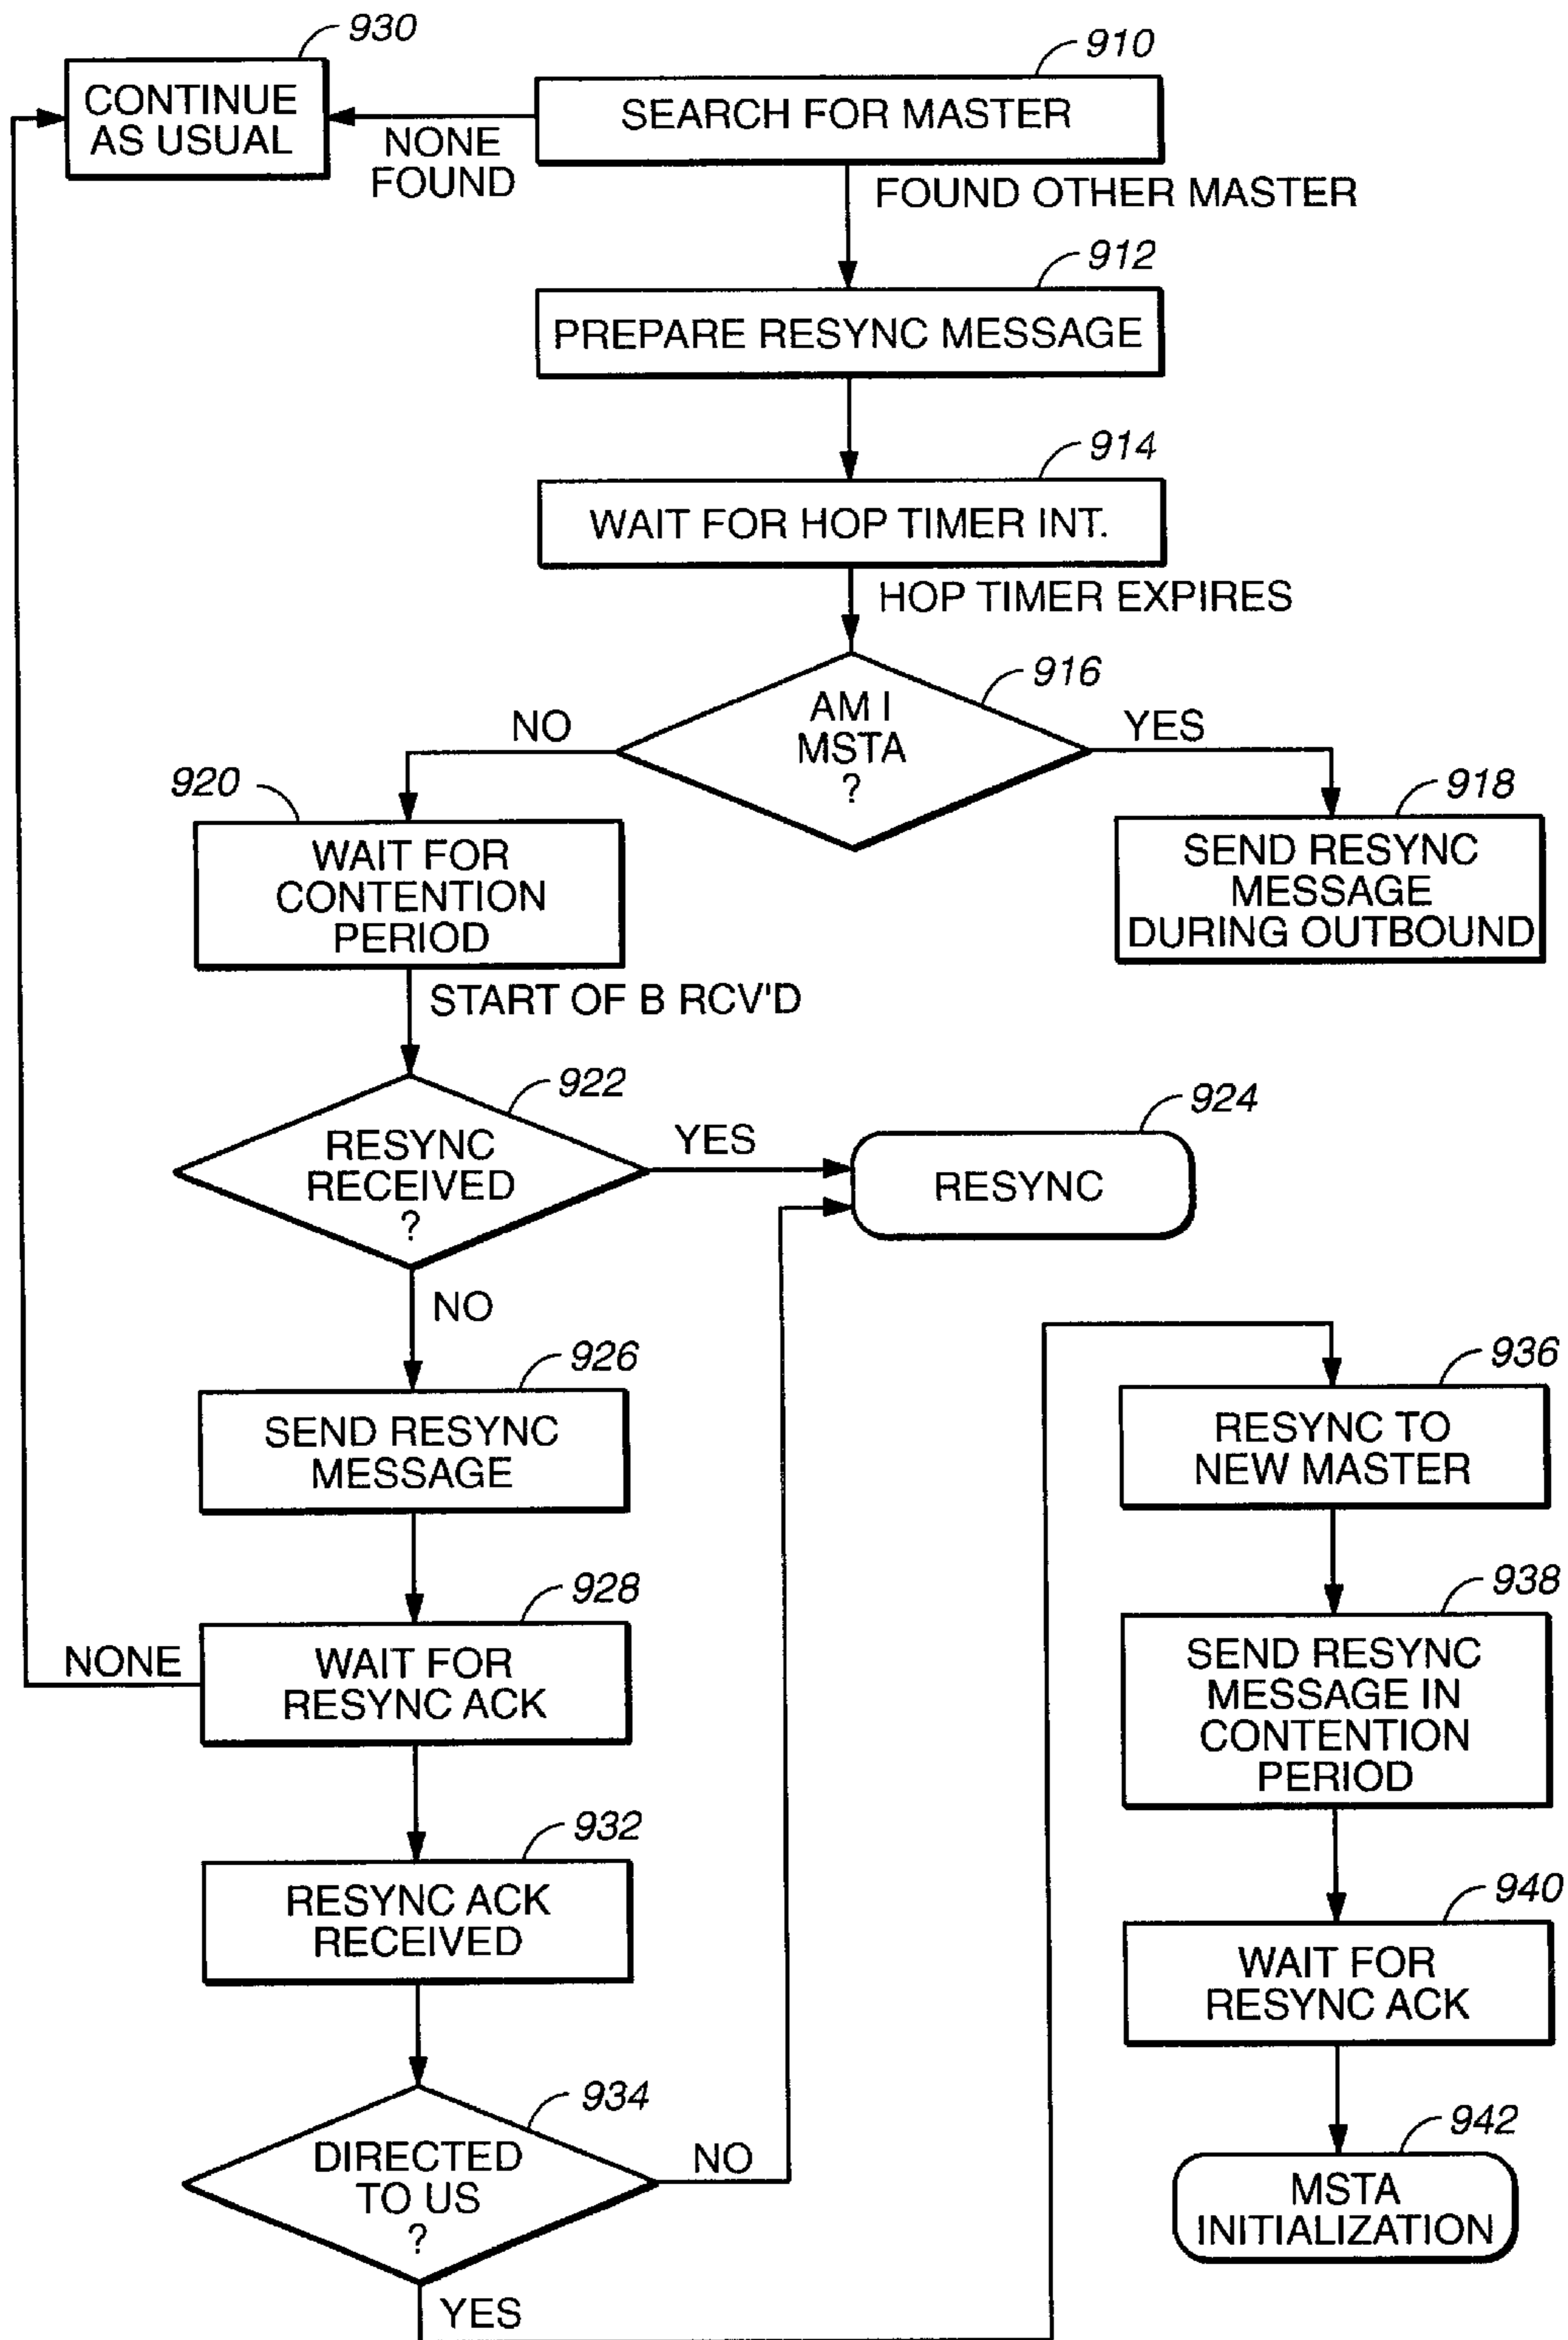 930
CONTINUE
AS USUAL
910
SEARCH FOR MASTER
NONE
FOUND
FOUND OTHER MASTER
912
PREPARE RESYNC MESSAGE
914
WAIT FOR HOP TIMER INT.
HOP TIMER EXPIRES
916
AM I
MSTA
?
NO
YES
920
WAIT FOR
CONTENTION
PERIOD
918
SEND RESYNC
MESSAGE
DURING OUTBOUND
START OF B RCV'D
922
RESYNC
RECEIVED
?
YES
924
RESYNC
NO
926
SEND RESYNC
MESSAGE
928
WAIT FOR
RESYNC ACK
NONE
932
RESYNC ACK
RECEIVED
934
DIRECTED
TO US
?
NO
YES
936
RESYNC TO
NEW MASTER
938
SEND RESYNC
MESSAGE IN
CONTENTION
PERIOD
940
WAIT FOR
RESYNC ACK
942
MSTA
INITIALIZATION